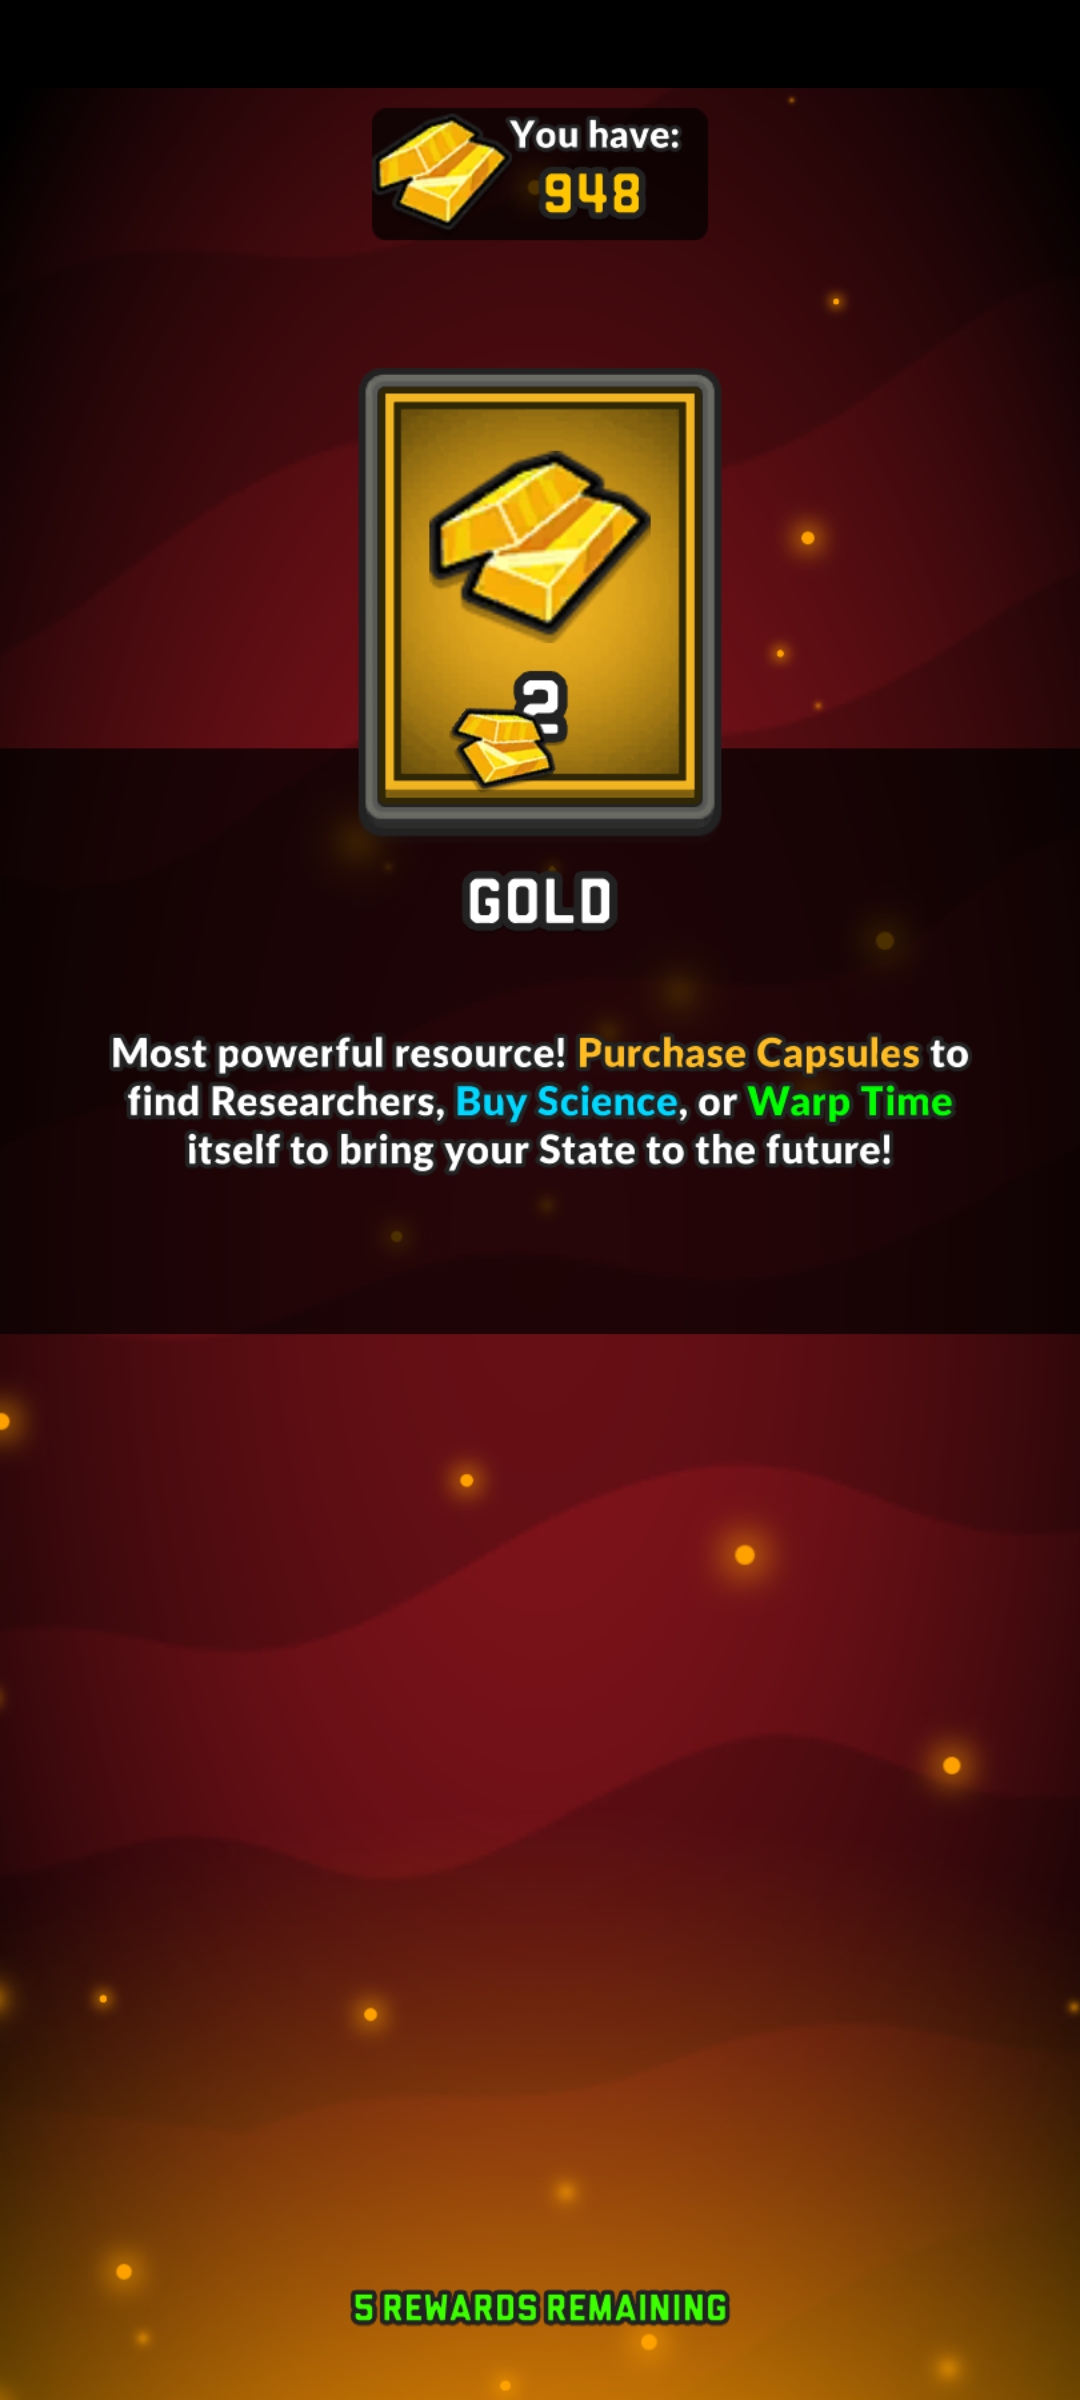 You have:
948
2
GOLD
Most powerful resource! Purchase Capsules to
find Researchers, Buy Science, or Warp Time
itself to bring your State to the future!
5 REWARDS REMAINING